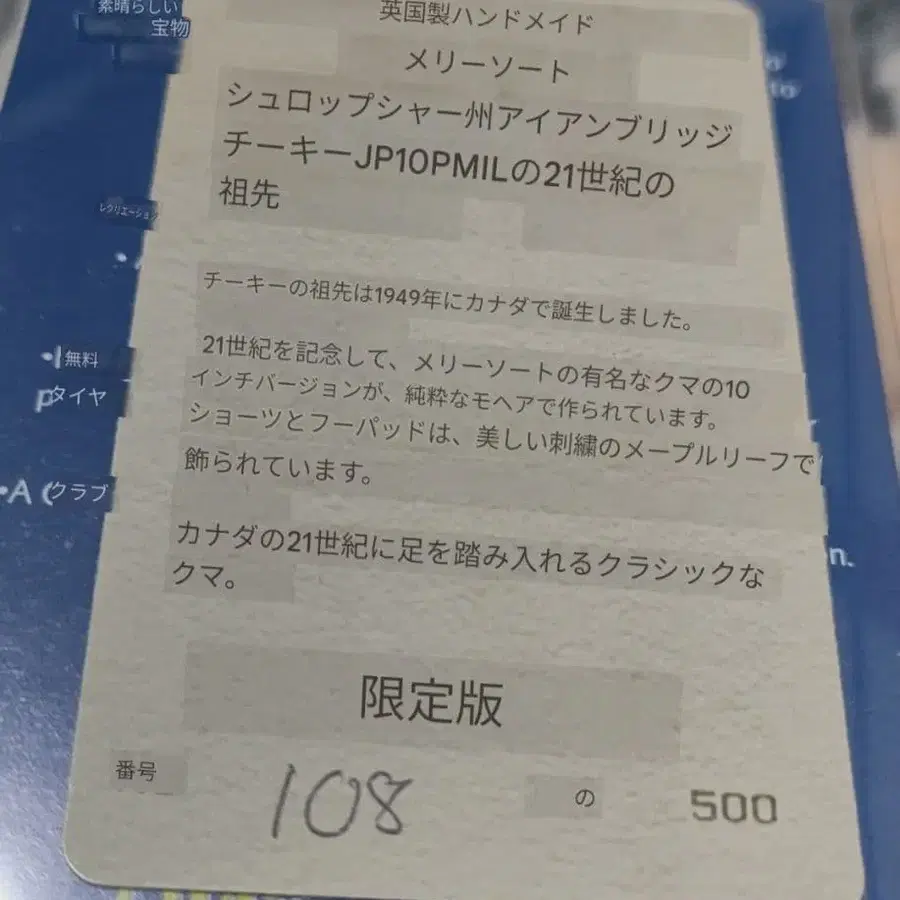 素晴らしい
宝物
英国製ハンドメイド
メリーソート
シュロップシャー州アイアンブリッジ
チーキーJP10PMILの21世紀の
祖先
レクリエーション
チーキーの祖先は1949年にカナダで誕生しました。
21世紀を記念して、メリーソートの有名なクマの10
インチバージョンが、純粋なモヘアで作られています。
ショーツとフーパッドは、美しい刺繍のメープルリーフで
飾られています。
無料
タイヤ
•A (クラブ
カナダの21世紀に足を踏み入れるクラシックな
クマ。
n.
限定版
番号 108 の 500